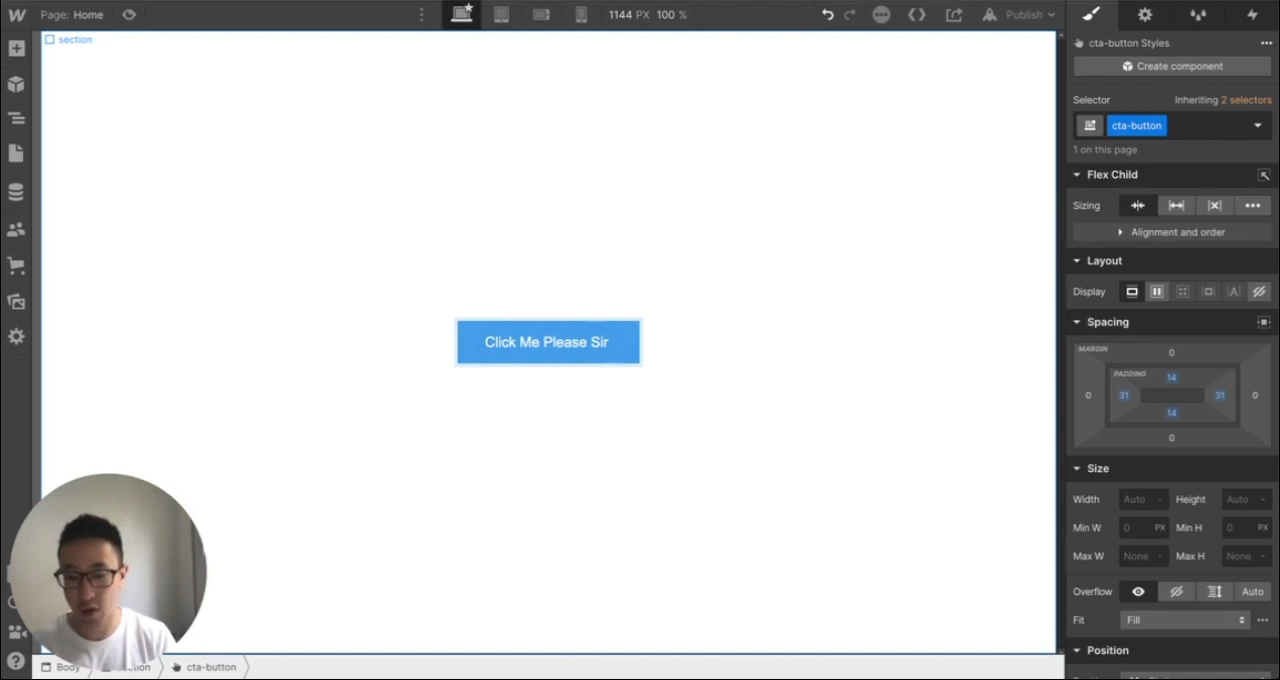 Page: Home
1144 PX 100 %
Publish
section
Click Me Please Sir
Body
section
cta-button
cta-button Styles
Create component
Selector
Inheriting 2 selectors
cta-button
1 on this page
Flex Child
Sizing
Alignment and order
Layout
Display
A
Spacing
MARGIN
0
PADDING
14
0
31
31
0
14
0
Size
Width Auto - Height Auto -
Min W 0 PX Min H 0 PX
Max W None - Max H None -
Overflow
Auto
Fit Fill
Position